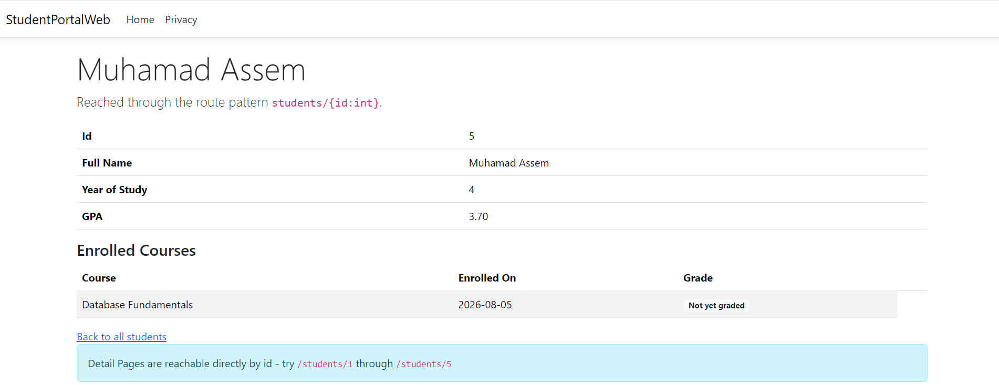 StudentPortalWeb Home Privacy
Muhamad Assem
Reached through the route pattern students/{id:int}.
Id 5
Full Name Muhamad Assem
Year of Study 4
GPA 3.70
Enrolled Courses
Course Enrolled On Grade
Database Fundamentals 2026-08-05 Not yet graded
Back to all students
Detail Pages are reachable directly by id - try /students/1 through /students/5